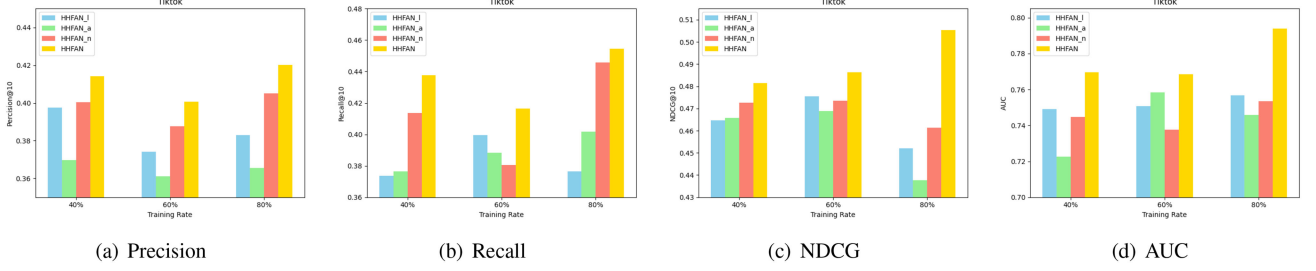 Tiktok
0.44
0.42
0.40
0.38
0.36
Percision@10
HHFAN_l
HHFAN_a
HHFAN_n
HHFAN
40%
60%
80%
Training Rate
(a) Precision
Tiktok
0.48
0.46
0.44
0.42
0.40
0.38
0.36
Recall@10
HHFAN_l
HHFAN_a
HHFAN_n
HHFAN
40%
60%
80%
Training Rate
(b) Recall
Tiktok
0.51
0.50
0.49
0.48
0.47
0.46
0.45
0.44
0.43
NDCG@10
HHFAN_l
HHFAN_a
HHFAN_n
HHFAN
40%
60%
80%
Training Rate
(c) NDCG
Tiktok
0.80
0.78
0.76
0.74
0.72
0.70
AUC
HHFAN_l
HHFAN_a
HHFAN_n
HHFAN
40%
60%
80%
Training Rate
(d) AUC